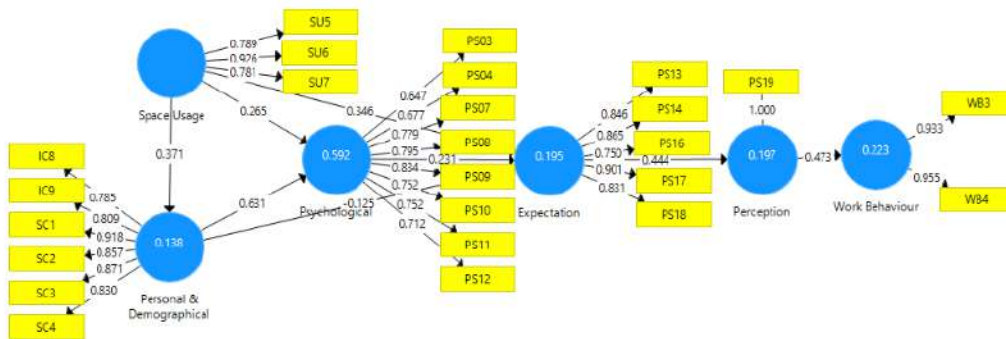 SU5
0.789
SU6
0.926
SU7
0.781
Space Usage
0.265
0.346
0.371
PS03
0.647
PS04
0.677
PS07
0.779
PS08
0.795
PS09
0.834
PS10
0.752
PS11
0.752
PS12
0.712
0.592
Psychological
0.231
-0.125
0.631
IC8
0.785
IC9
0.809
SC1
0.918
SC2
0.857
SC3
0.871
SC4
0.830
0.138
Personal &
Demographical
PS13
0.846
PS14
0.865
PS16
0.750
PS17
0.901
PS18
0.831
0.195
Expectation
0.444
PS19
1.000
0.197
Perception
0.473
0.223
Work Behaviour
WB3
0.933
WB4
0.955